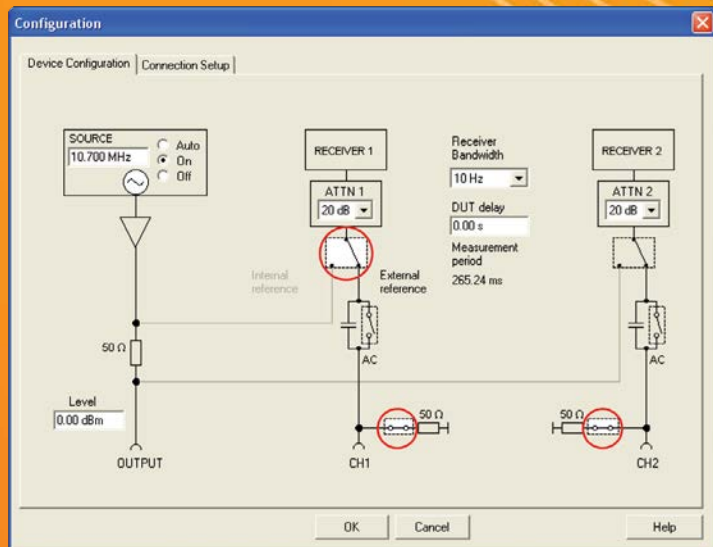 Configuration
Device Configuration
Connection Setup
SOURCE
10.700 MHz
Auto
On
Off
RECEIVER 1
ATTN 1
20 dB
Receiver
Bandwidth
10 Hz
DUT delay
0.00 s
Measurement
period
265.24 ms
RECEIVER 2
ATTN 2
20 dB
Internal
reference
External
reference
50 Ω
AC
AC
Level
0.00 dBm
50 Ω
50 Ω
OUTPUT
CH1
CH2
OK
Cancel
Help